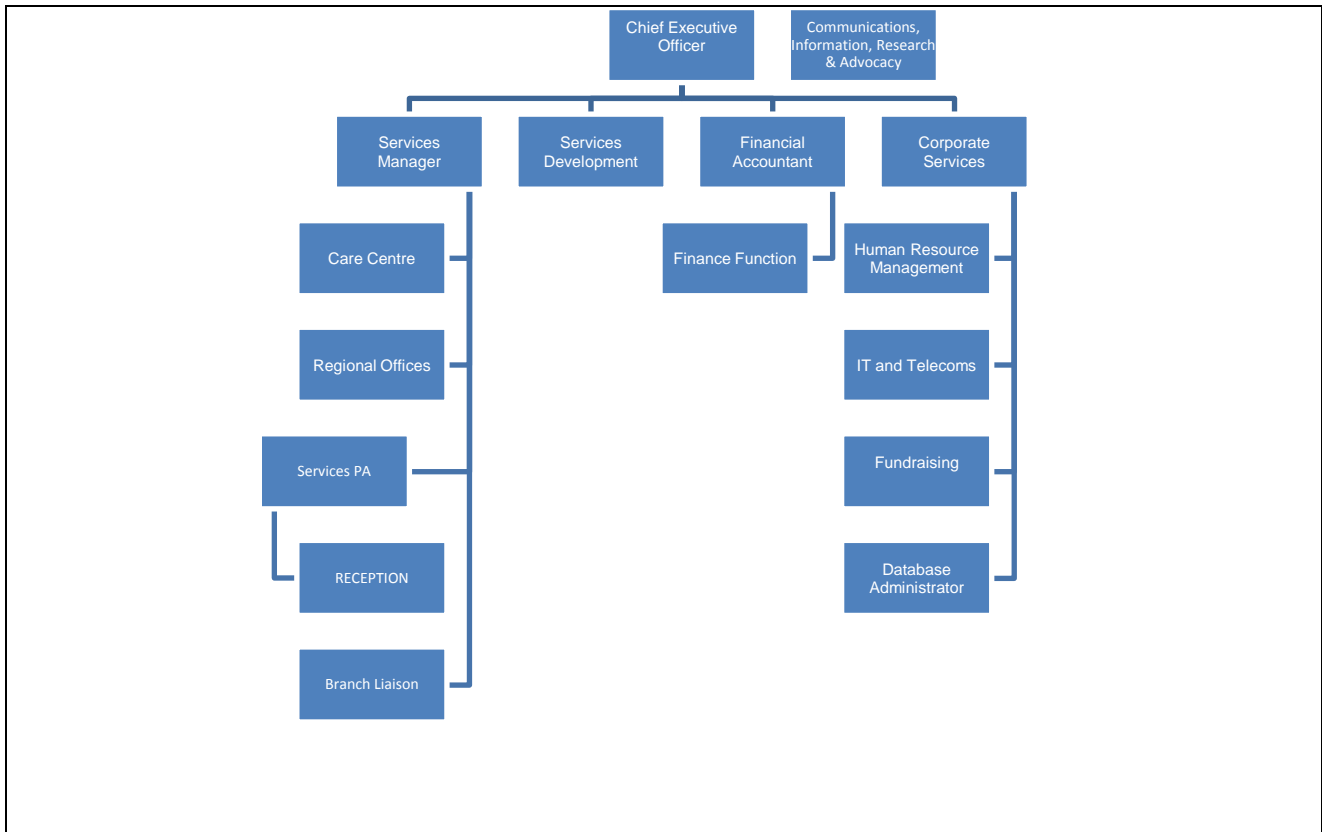 Chief Executive
Officer
Communications,
Information, Research
& Advocacy
Services
Manager
Services
Development
Financial
Accountant
Corporate
Services
Care Centre
Finance Function
Human Resource
Management
Regional Offices
IT and Telecoms
Services PA
Fundraising
RECEPTION
Database
Administrator
Branch Liaison